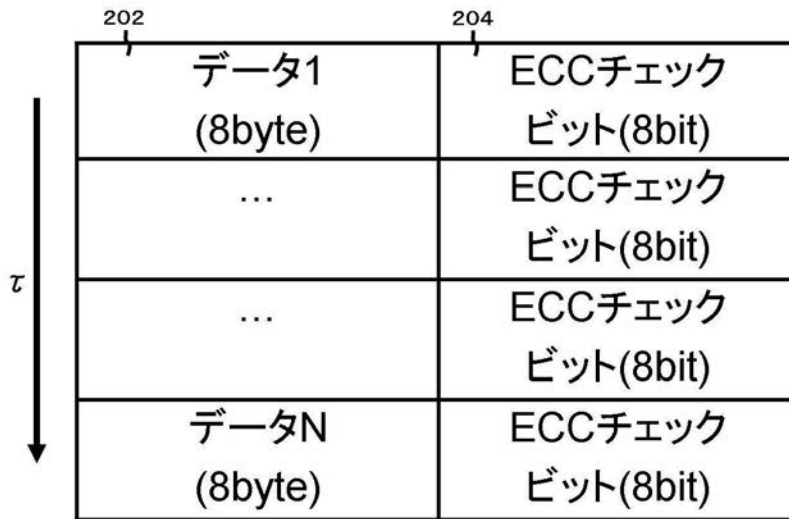 202
204
データ1
(8byte)
ECCチェック
ビット(8bit)
…
ECCチェック
ビット(8bit)
τ
…
ECCチェック
ビット(8bit)
データN
(8byte)
ECCチェック
ビット(8bit)